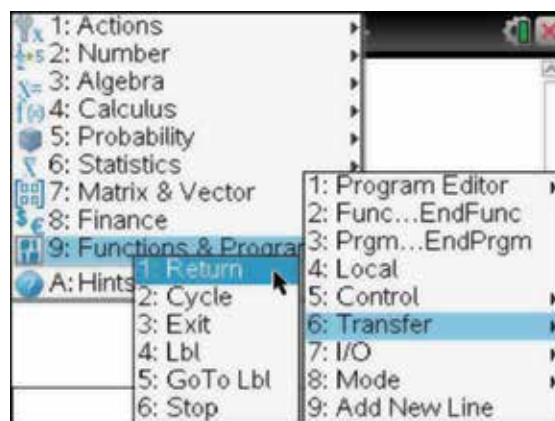 1: Actions
2: Number
3: Algebra
4: Calculus
5: Probability
6: Statistics
7: Matrix & Vector
8: Finance
9: Functions & Progra
A: Hints
1: Program Editor
2: Func...EndFunc
3: Prgm...EndPrgm
4: Local
5: Control
6: Transfer
7: I/O
8: Mode
9: Add New Line
1: Return
2: Cycle
3: Exit
4: Lbl
5: GoTo Lbl
6: Stop